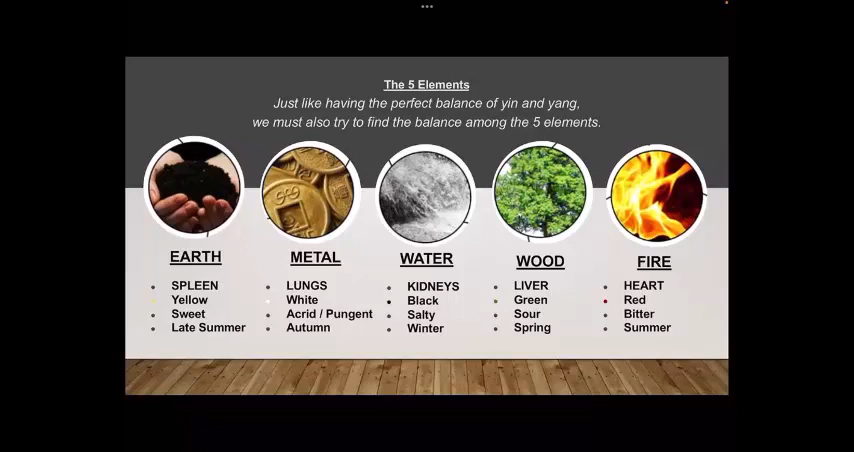 The 5 Elements
Just like having the perfect balance of yin and yang,
we must also try to find the balance among the 5 elements.
EARTH
SPLEEN
Yellow
Sweet
Late Summer
METAL
LUNGS
White
Acrid / Pungent
Autumn
WATER
KIDNEYS
Black
Salty
Winter
WOOD
LIVER
Green
Sour
Spring
FIRE
HEART
Red
Bitter
Summer